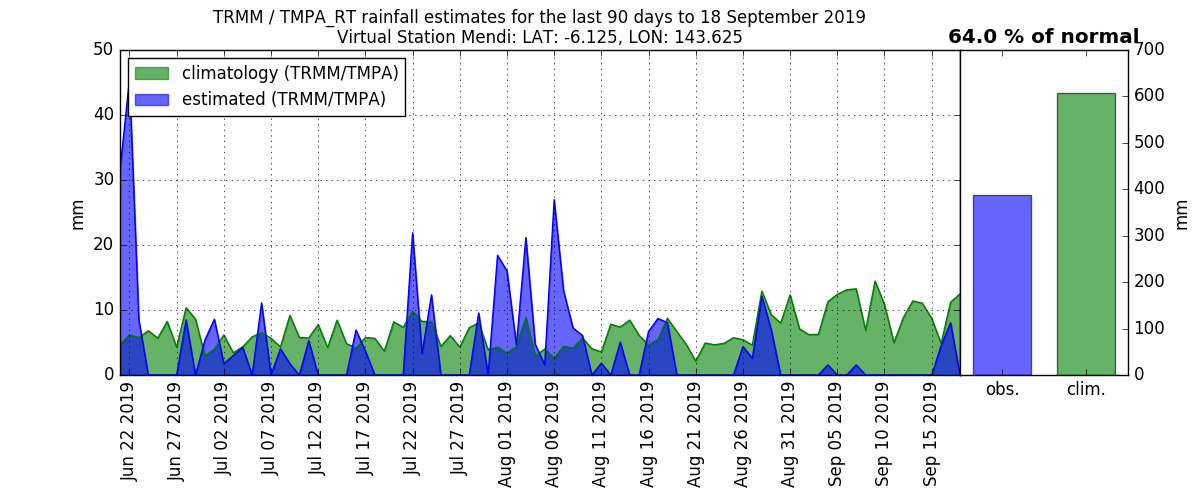 TRMM / TMPA_RT rainfall estimates for the last 90 days to 18 September 2019
Virtual Station Mendi: LAT: -6.125, LON: 143.625
64.0 % of normal
climatology (TRMM/TMPA)
estimated (TRMM/TMPA)
50
40
30
20
10
0
mm
Jun 22 2019
Jun 27 2019
Jul 02 2019
Jul 07 2019
Jul 12 2019
Jul 17 2019
Jul 22 2019
Jul 27 2019
Aug 01 2019
Aug 06 2019
Aug 11 2019
Aug 16 2019
Aug 21 2019
Aug 26 2019
Aug 31 2019
Sep 05 2019
Sep 10 2019
Sep 15 2019
obs.
clim.
700
600
500
400
300
200
100
0
mm